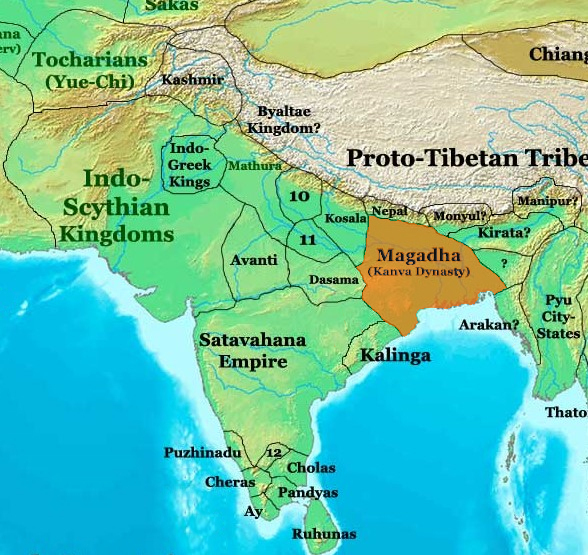 Sakas
ana
erv)
Tocharians
(Yue-Chi)
Chiang
Kashmir
Byaltae
Kingdom?
Proto-Tibetan Tribe
Indo-
Greek
Kings
Mathura
Indo-
Scythian
Kingdoms
10
Kosala
Nepal
Monyul?
Manipur?
Kirata?
11
Avanti
Magadha
(Kanva Dynasty)
?
Dasama
Pyu
City-
States
Arakan?
Satavahana
Empire
Kalinga
Thato
Puzhinadu
12
Cholas
Cheras
Pandyas
Ay
Ruhunas